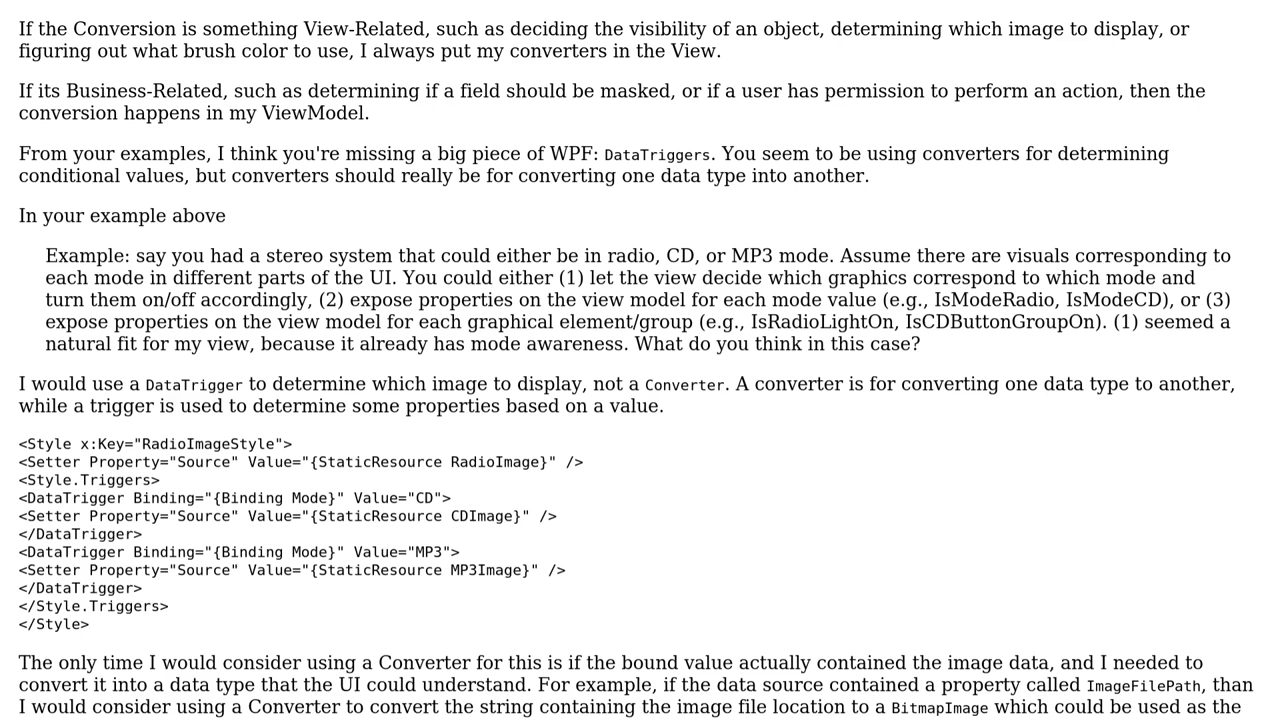 If the Conversion is something View-Related, such as deciding the visibility of an object, determining which image to display, or
figuring out what brush color to use, I always put my converters in the View.
If its Business-Related, such as determining if a field should be masked, or if a user has permission to perform an action, then the
conversion happens in my ViewModel.
From your examples, I think you're missing a big piece of WPF: DataTriggers. You seem to be using converters for determining
conditional values, but converters should really be for converting one data type into another.
In your example above
Example: say you had a stereo system that could either be in radio, CD, or MP3 mode. Assume there are visuals corresponding to
each mode in different parts of the UI. You could either (1) let the view decide which graphics correspond to which mode and
turn them on/off accordingly, (2) expose properties on the view model for each mode value (e.g., IsModeRadio, IsModeCD), or (3)
expose properties on the view model for each graphical element/group (e.g., IsRadioLightOn, IsCDButtonGroupOn). (1) seemed a
natural fit for my view, because it already has mode awareness. What do you think in this case?
I would use a DataTrigger to determine which image to display, not a Converter. A converter is for converting one data type to another,
while a trigger is used to determine some properties based on a value.
<Style x:Key="RadioImageStyle">
<Setter Property="Source" Value="{StaticResource RadioImage}" />
<Style.Triggers>
<DataTrigger Binding="{Binding Mode}" Value="CD">
<Setter Property="Source" Value="{StaticResource CDImage}" />
</DataTrigger>
<DataTrigger Binding="{Binding Mode}" Value="MP3">
<Setter Property="Source" Value="{StaticResource MP3Image}" />
</DataTrigger>
</Style.Triggers>
</Style>
The only time I would consider using a Converter for this is if the bound value actually contained the image data, and I needed to
convert it into a data type that the UI could understand. For example, if the data source contained a property called ImageFilePath, than
I would consider using a Converter to convert the string containing the image file location to a BitmapImage which could be used as the